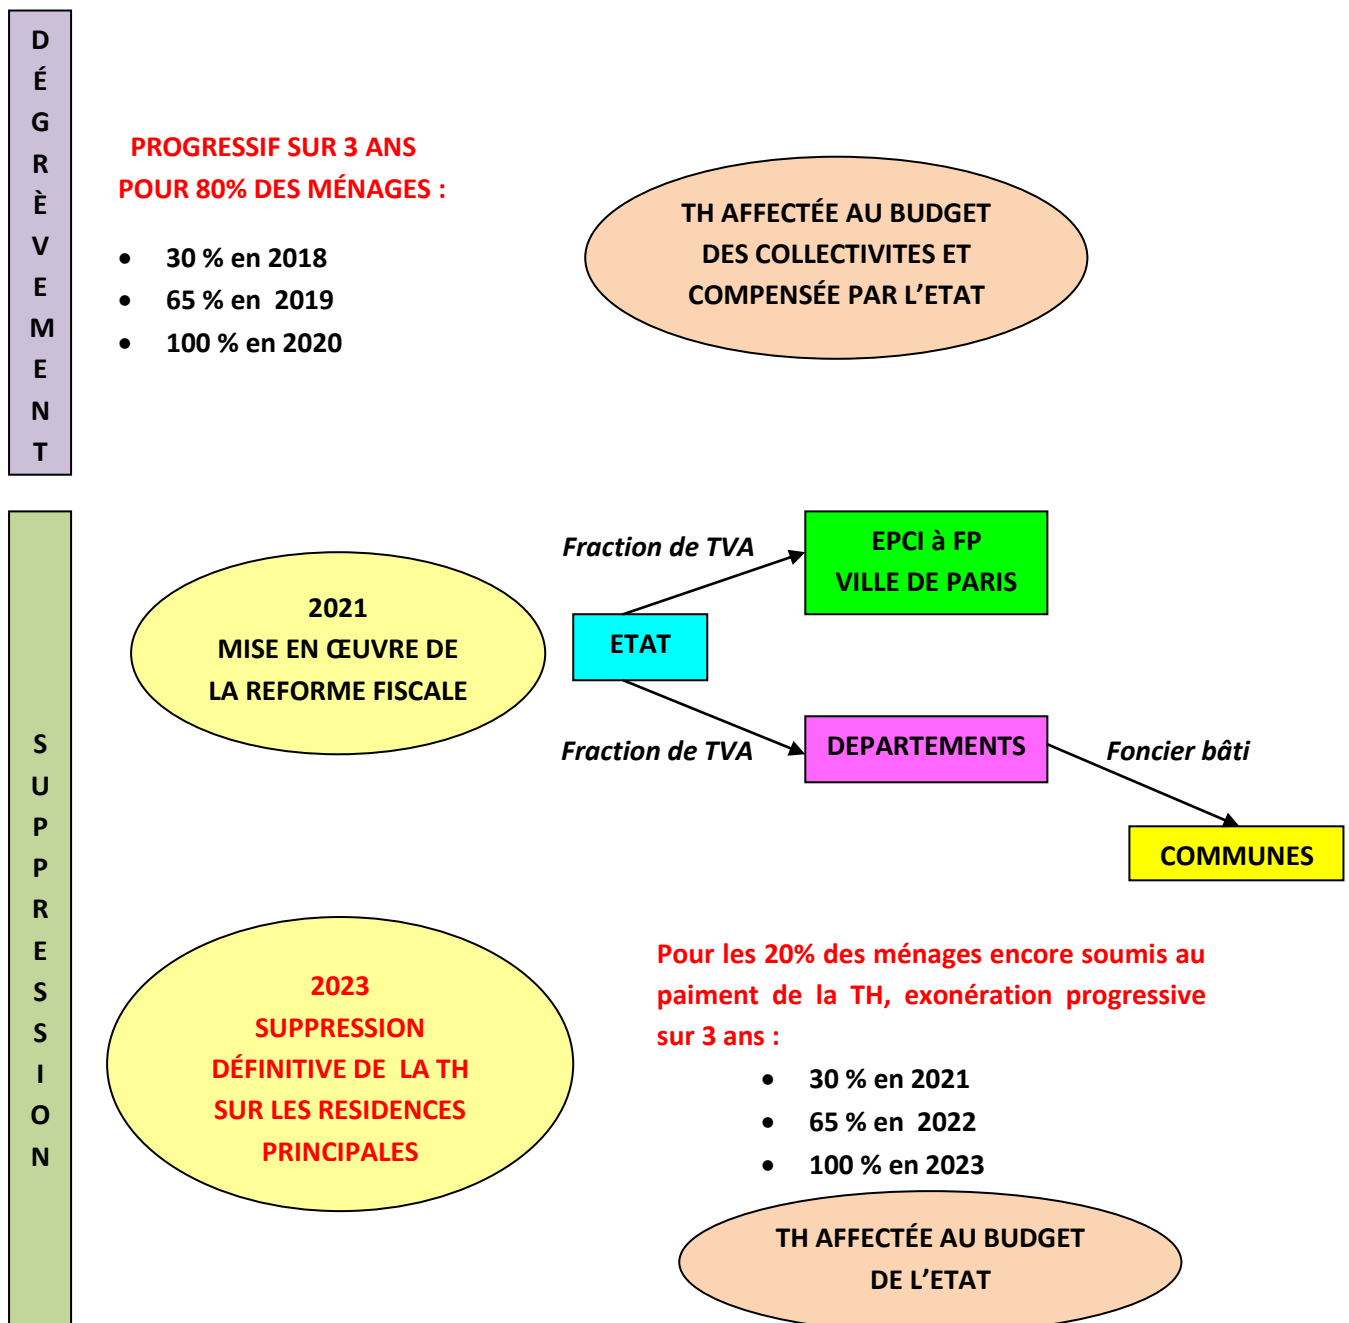 DÉGRÈVEMENT
PROGRESSIF SUR 3 ANS
POUR 80% DES MÉNAGES :
• 30 % en 2018
• 65 % en 2019
• 100 % en 2020
TH AFFECTÉE AU BUDGET
DES COLLECTIVITES ET
COMPENSÉE PAR L’ETAT
SUPPRESSION
2021
MISE EN ŒUVRE DE
LA REFORME FISCALE
Fraction de TVA
EPCI à FP
VILLE DE PARIS
ETAT
Fraction de TVA
DEPARTEMENTS
Foncier bâti
COMMUNES
2023
SUPPRESSION
DÉFINITIVE DE LA TH
SUR LES RESIDENCES
PRINCIPALES
Pour les 20% des ménages encore soumis au
paiment de la TH, exonération progressive
sur 3 ans :
• 30 % en 2021
• 65 % en 2022
• 100 % en 2023
TH AFFECTÉE AU BUDGET
DE L’ETAT